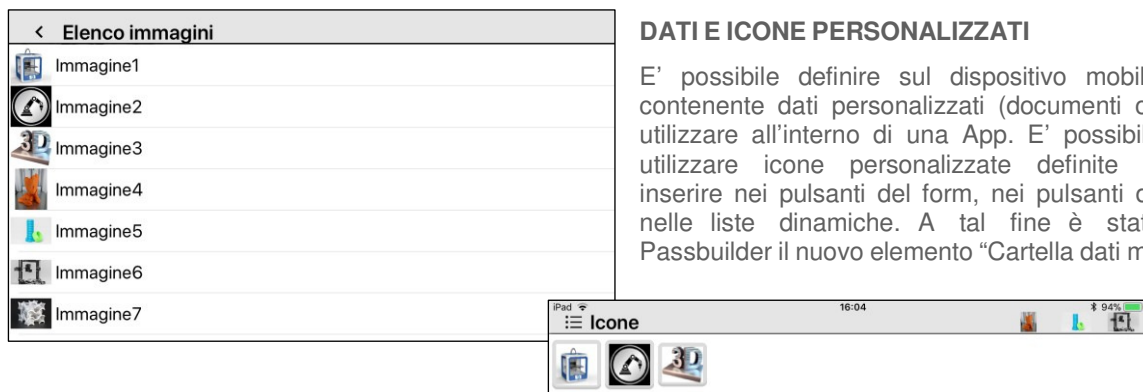 Elenco immagini
Immagine1
Immagine2
Immagine3
Immagine4
Immagine5
Immagine6
Immagine7
DATI E ICONE PERSONALIZZATI
E' possibile definire sul dispositivo mobil
contenente dati personalizzati (documenti
utilizzare all'interno di una App. E' possibi
utilizzare icone personalizzate definite
inserire nei pulsanti del form, nei pulsanti
nelle liste dinamiche. A tal fine è sta
Passbuilder il nuovo elemento "Cartella dati m
iPad 16:04 94%
Icone
3D